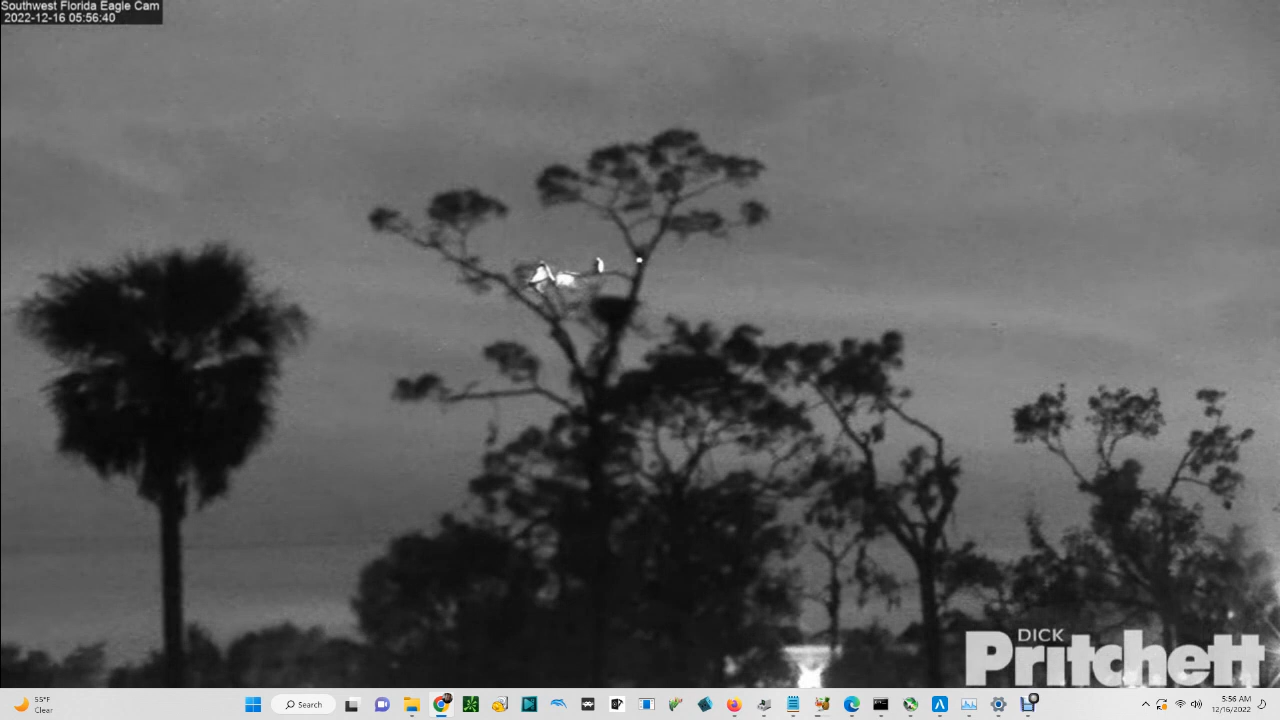 Southwest Florida Eagle Cam
2022-12-16 05:56:40
DICK
Pritchett
55°F
Clear
Search
5:56 AM
12/16/2022